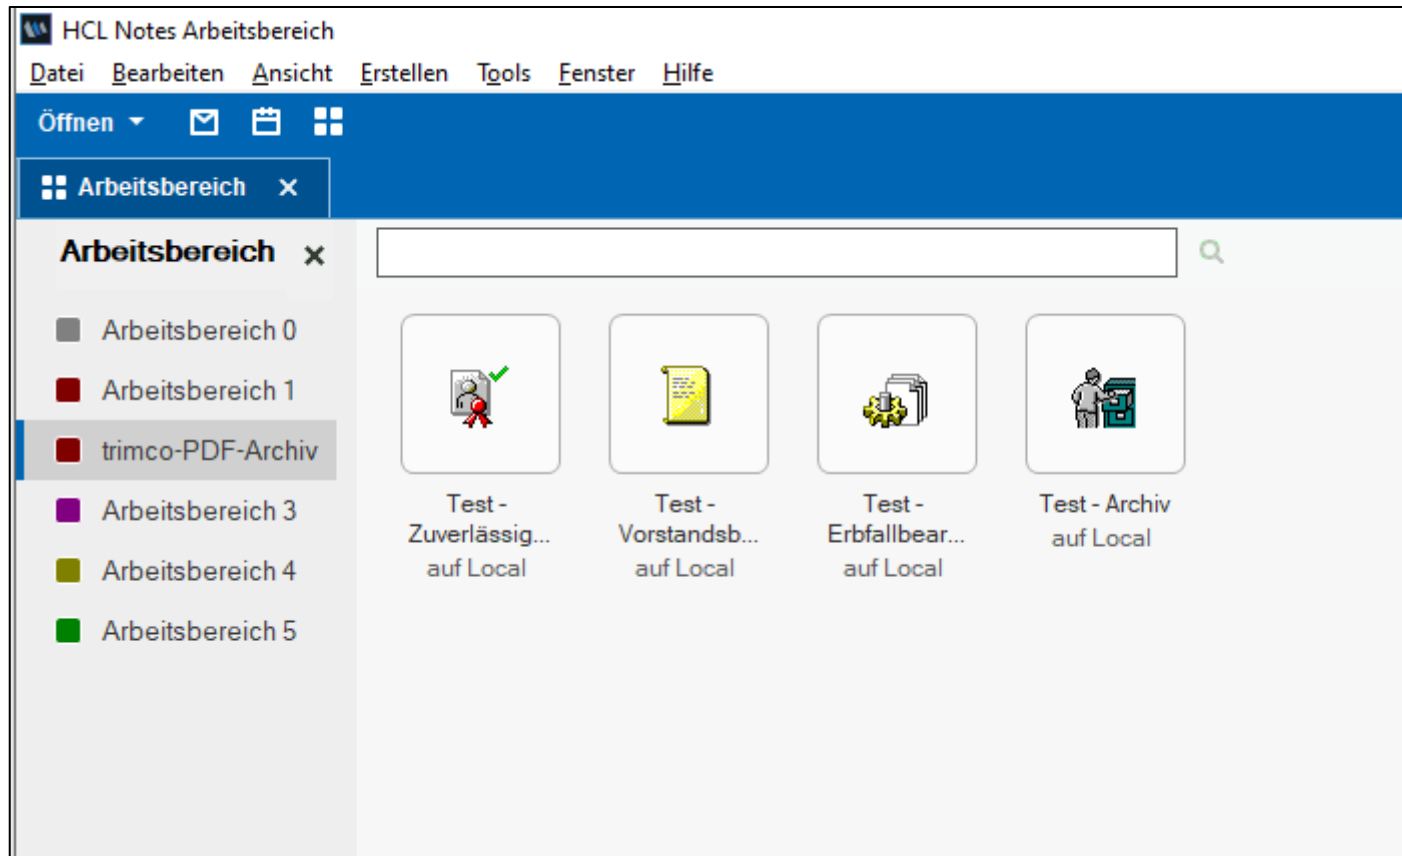 HCL Notes Arbeitsbereich
Datei Bearbeiten Ansicht Erstellen Tools Fenster Hilfe
Öffnen
Arbeitsbereich
Arbeitsbereich
Arbeitsbereich 0
Arbeitsbereich 1
trimco-PDF-Archiv
Arbeitsbereich 3
Arbeitsbereich 4
Arbeitsbereich 5
Test -
Zuverlässig...
auf Local
Test -
Vorstandsb...
auf Local
Test -
Erbfallbear...
auf Local
Test - Archiv
auf Local